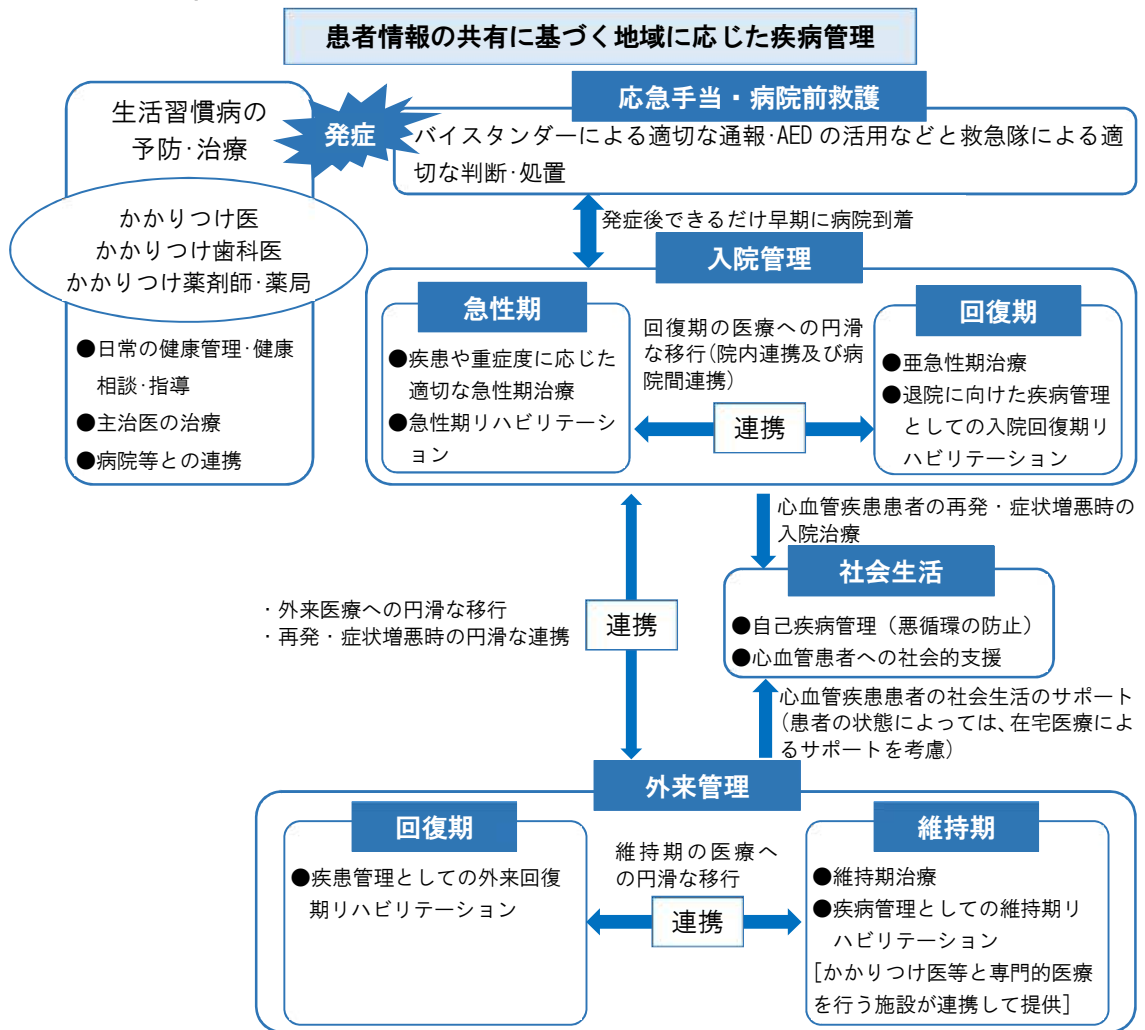 患者情報の共有に基づく地域に応じた疾病管理
生活習慣病の
予防･治療
かかりつけ医
かかりつけ歯科医
かかりつけ薬剤師･薬局
●日常の健康管理･健康
相談･指導
●主治医の治療
●病院等との連携
発症
応急手当・病院前救護
バイスタンダーによる適切な通報･AED の活用などと救急隊による適
切な判断･処置
発症後できるだけ早期に病院到着
入院管理
急性期
●疾患や重症度に応じた
適切な急性期治療
●急性期リハビリテーシ
ョン
回復期の医療への円滑
な移行(院内連携及び病
院間連携)
連携
回復期
●亜急性期治療
●退院に向けた疾病管理
としての入院回復期リ
ハビリテーション
心血管疾患患者の再発・症状増悪時の
入院治療
社会生活
●自己疾病管理（悪循環の防止）
●心血管患者への社会的支援
・外来医療への円滑な移行
・再発・症状増悪時の円滑な連携
連携
心血管疾患患者の社会生活のサポート
(患者の状態によっては､在宅医療によ
るサポートを考慮)
外来管理
回復期
●疾患管理としての外来回復
期リハビリテーション
維持期の医療へ
の円滑な移行
連携
維持期
●維持期治療
●疾病管理としての維持期リ
ハビリテーション
[かかりつけ医等と専門的医療
を行う施設が連携して提供]